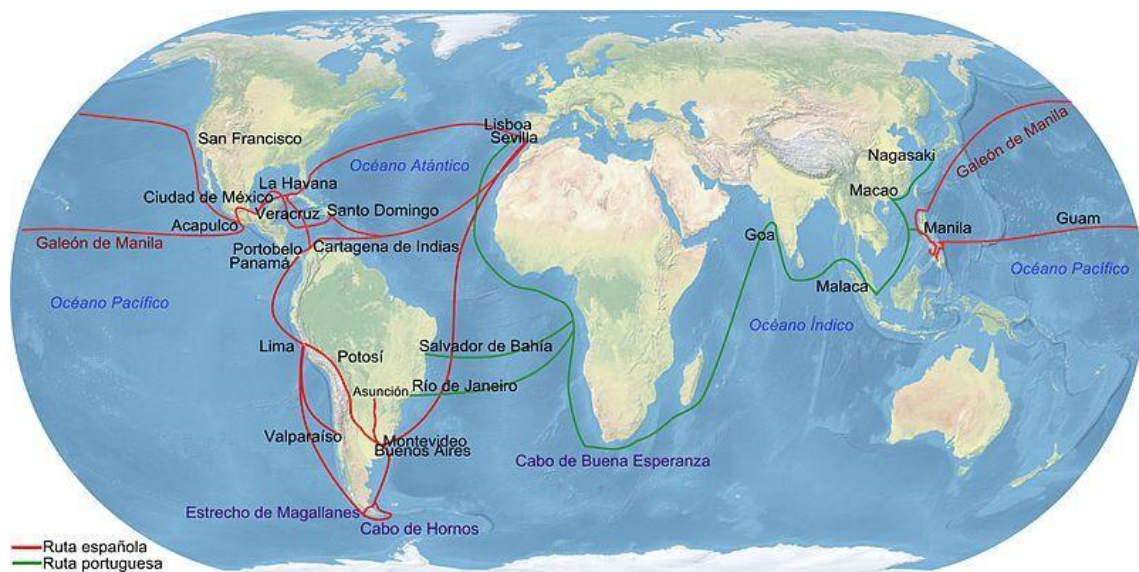 Lisboa
Sevilla
San Francisco
Océano Atántico
Nagasaki
Galeón de Manila
La Havana
Ciudad de México
Macao
Veracruz
Santo Domingo
Acapulco
Guam
Manila
Galeón de Manila
Portobelo
Cartagena de Indias
Goa
Panamá
Océano Pacífico
Malaca
Océano Pacífico
Océano Índico
Lima
Salvador de Bahía
Potosí
Asunción
Río de Janeiro
Valparaíso
Montevideo
Buenos Aires
Cabo de Buena Esperanza
Estrecho de Magallanes
Cabo de Hornos
Ruta española
Ruta portuguesa